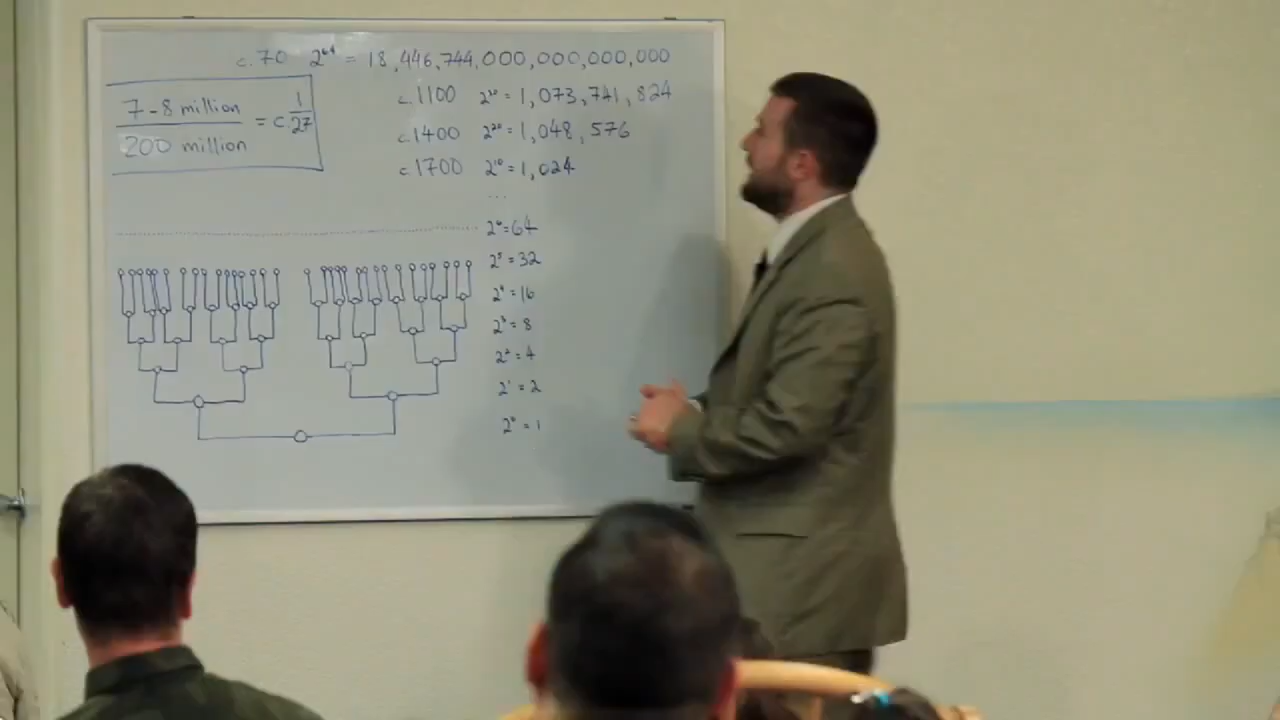 c.70 2⁶⁴ = 18,446,744,000,000,000,000
7-8 million / 200 million = c. 1/27
c.1100 2³⁰ = 1,073,741,824
c.1400 2²⁰ = 1,048,576
c.1700 2¹⁰ = 1,024
...
2⁶ = 64
2⁵ = 32
2⁴ = 16
2³ = 8
2² = 4
2¹ = 2
2⁰ = 1